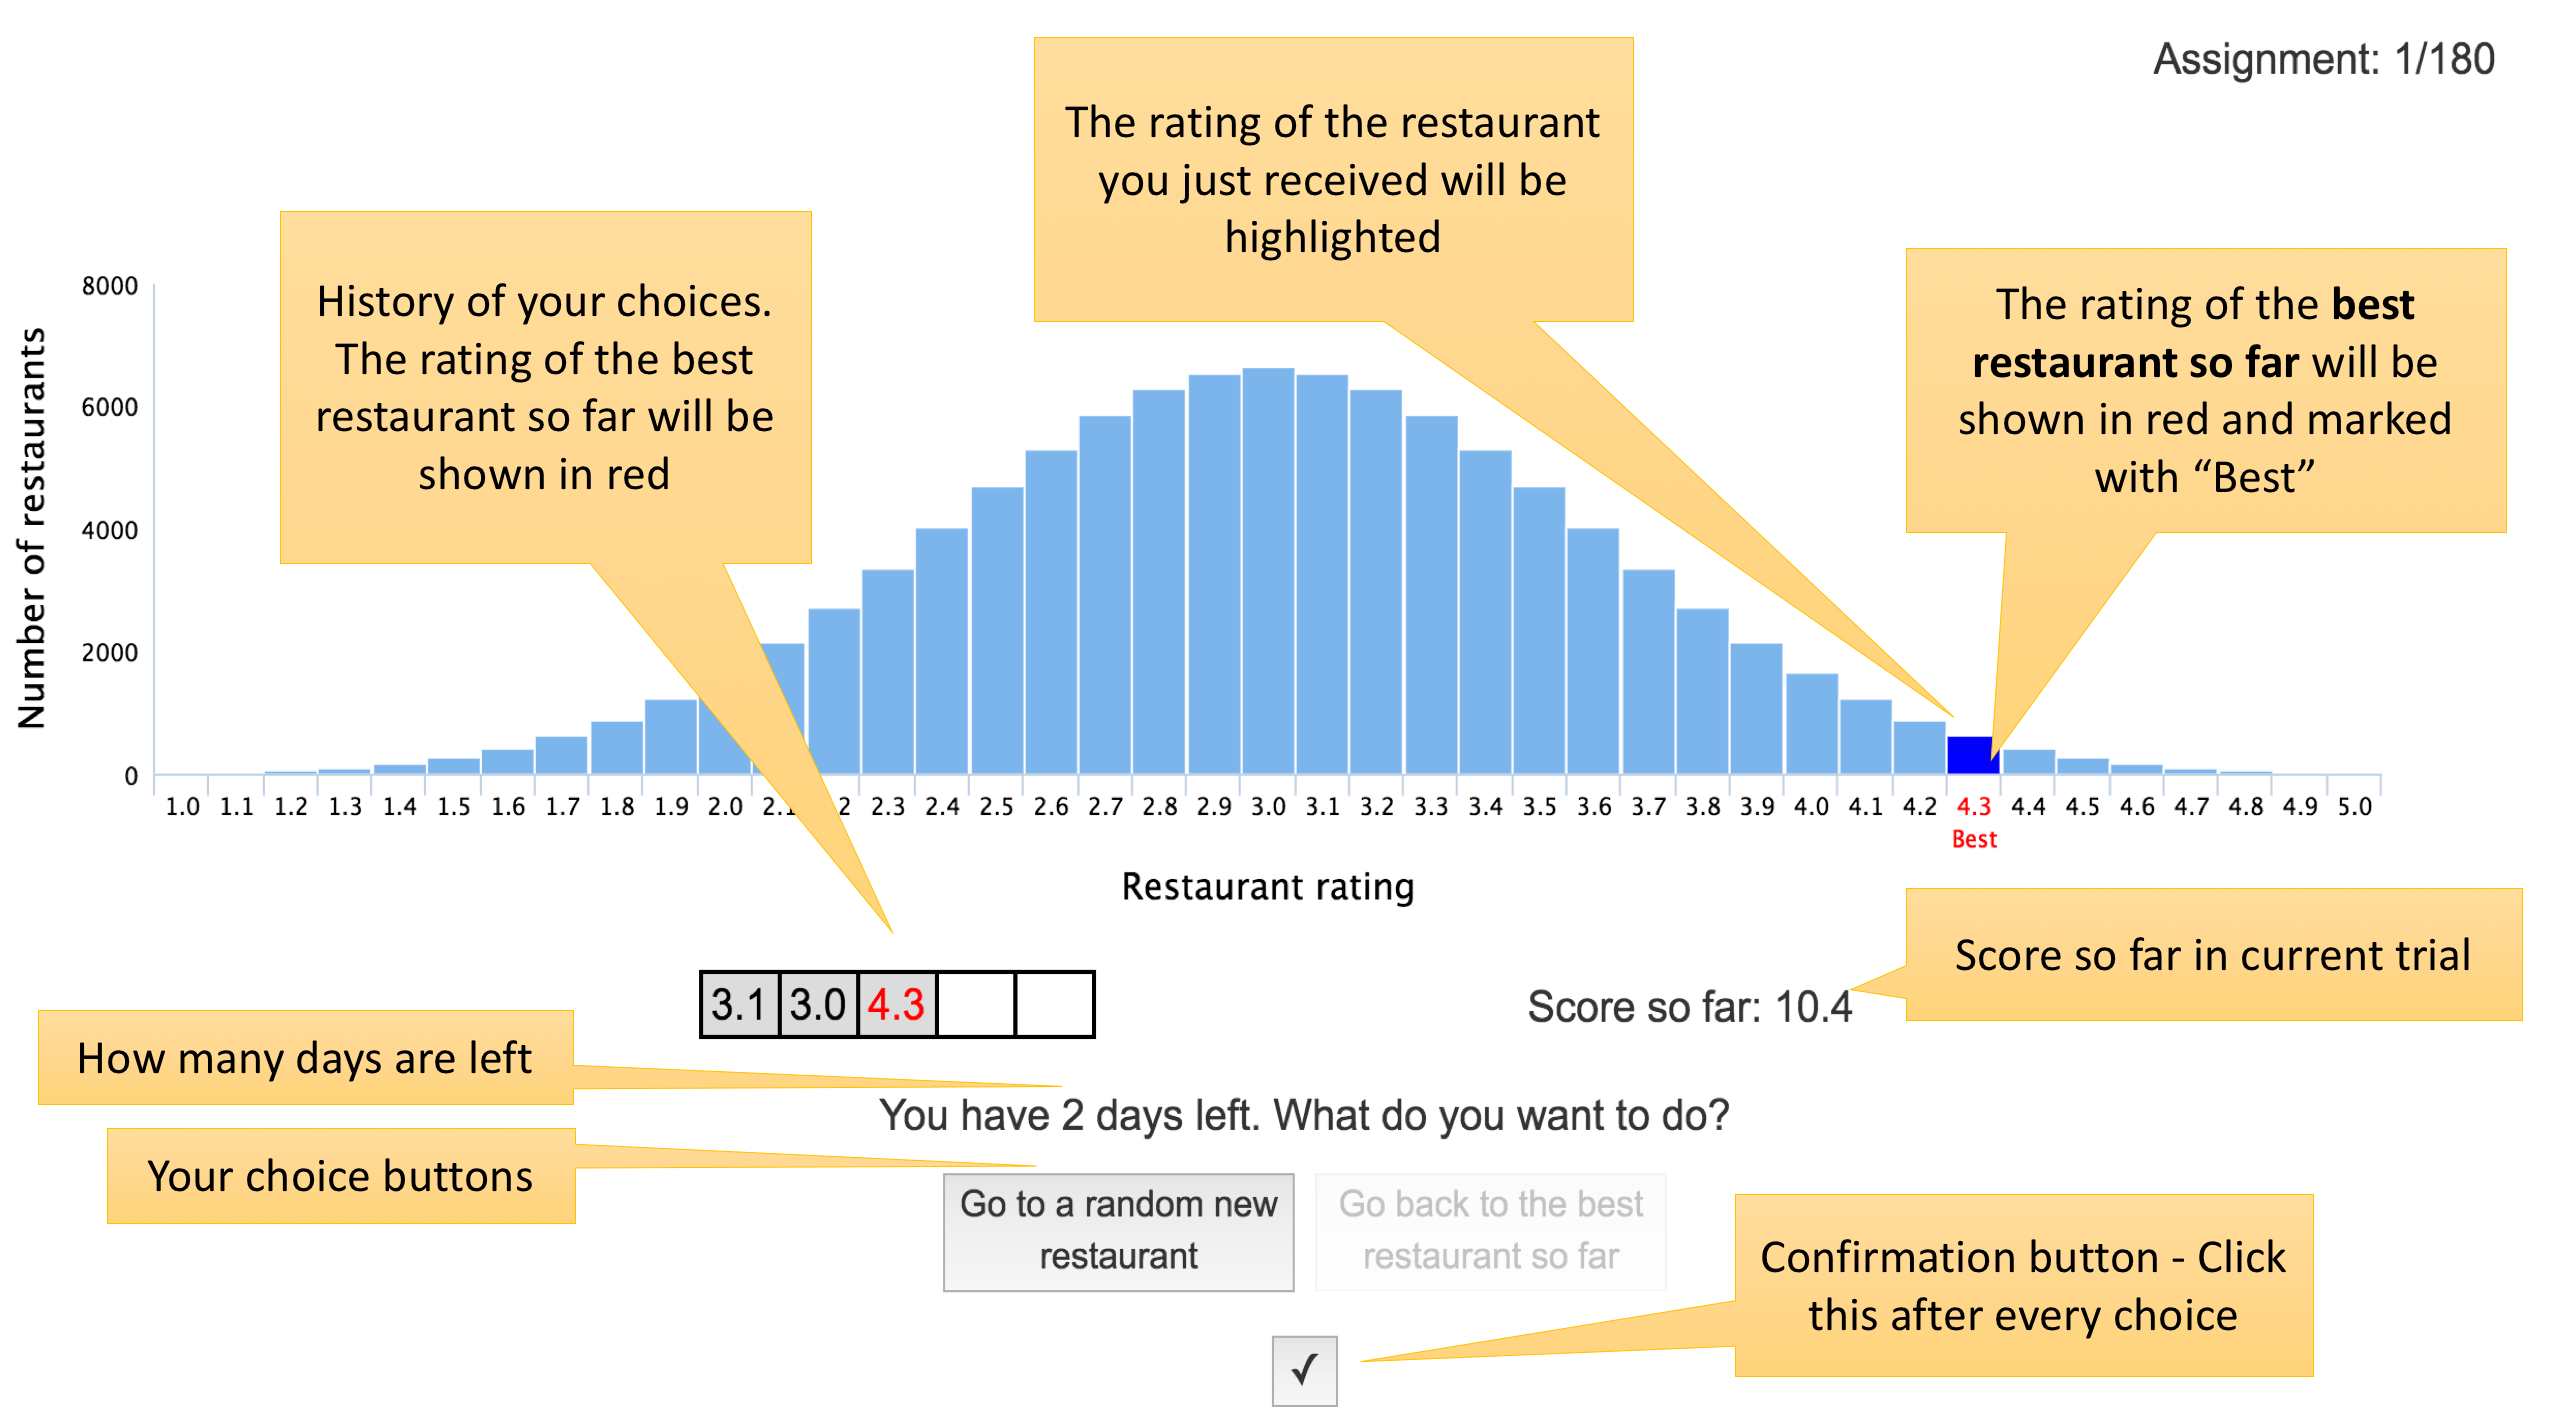 Assignment: 1/180
The rating of the restaurant
you just received will be
highlighted
History of your choices.
The rating of the best
restaurant so far will be
shown in red
The rating of the best
restaurant so far will be
shown in red and marked
with “Best”
Number of restaurants
8000
6000
4000
2000
0
1.0 1.1 1.2 1.3 1.4 1.5 1.6 1.7 1.8 1.9 2.0 2.1 2 2.3 2.4 2.5 2.6 2.7 2.8 2.9 3.0 3.1 3.2 3.3 3.4 3.5 3.6 3.7 3.8 3.9 4.0 4.1 4.2 4.3 4.4 4.5 4.6 4.7 4.8 4.9 5.0
Best
Restaurant rating
Score so far in current trial
3.1 3.0 4.3
Score so far: 10.4
How many days are left
You have 2 days left. What do you want to do?
Your choice buttons
Go to a random new
restaurant
Go back to the best
restaurant so far
Confirmation button - Click
this after every choice
✓